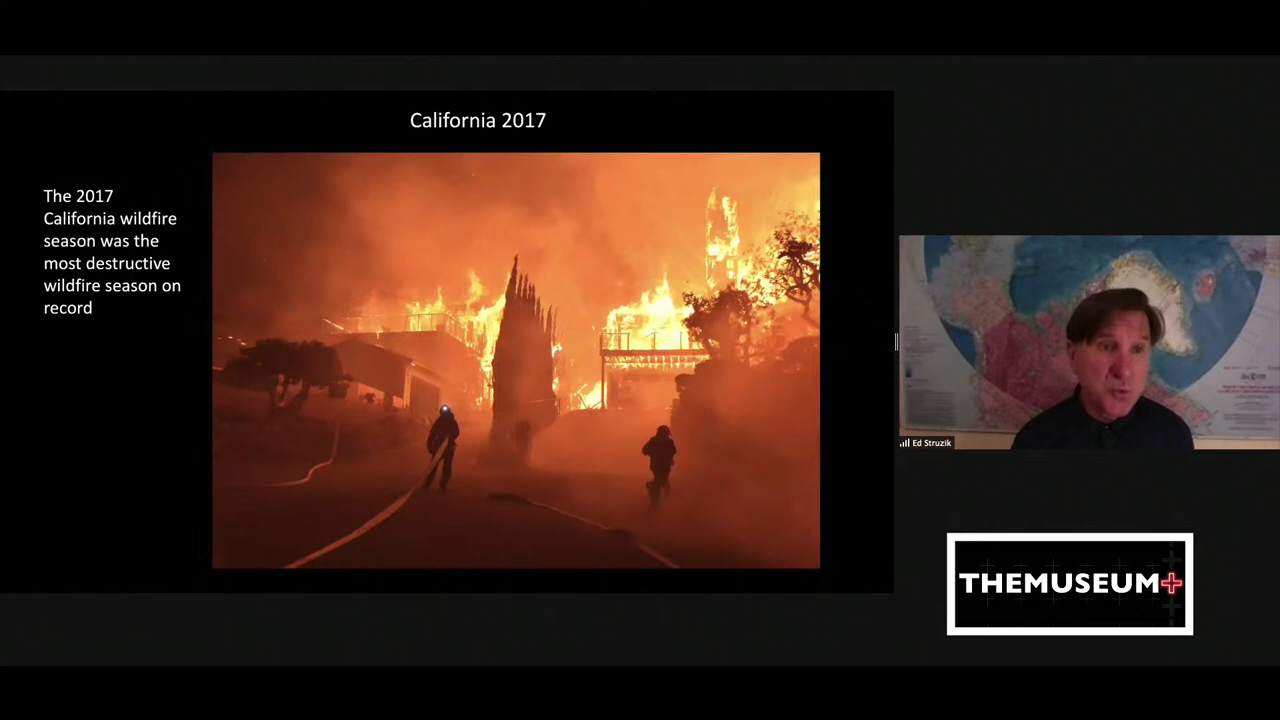 California 2017
The 2017
California wildfire
season was the
most destructive
wildfire season on
record
Ed Struzik
THEMUSEUM+